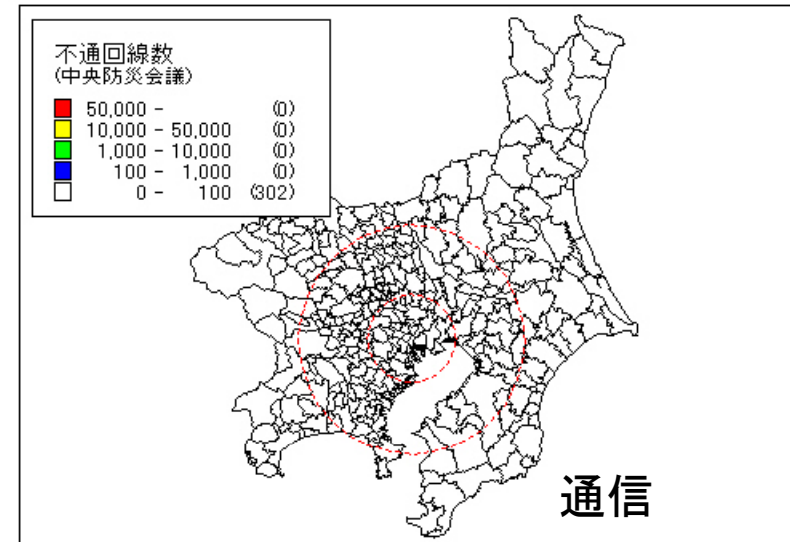 不通回線数
(中央防災会議)
50,000 - (0)
10,000 - 50,000 (0)
1,000 - 10,000 (0)
100 - 1,000 (0)
0 - 100 (302)
通信